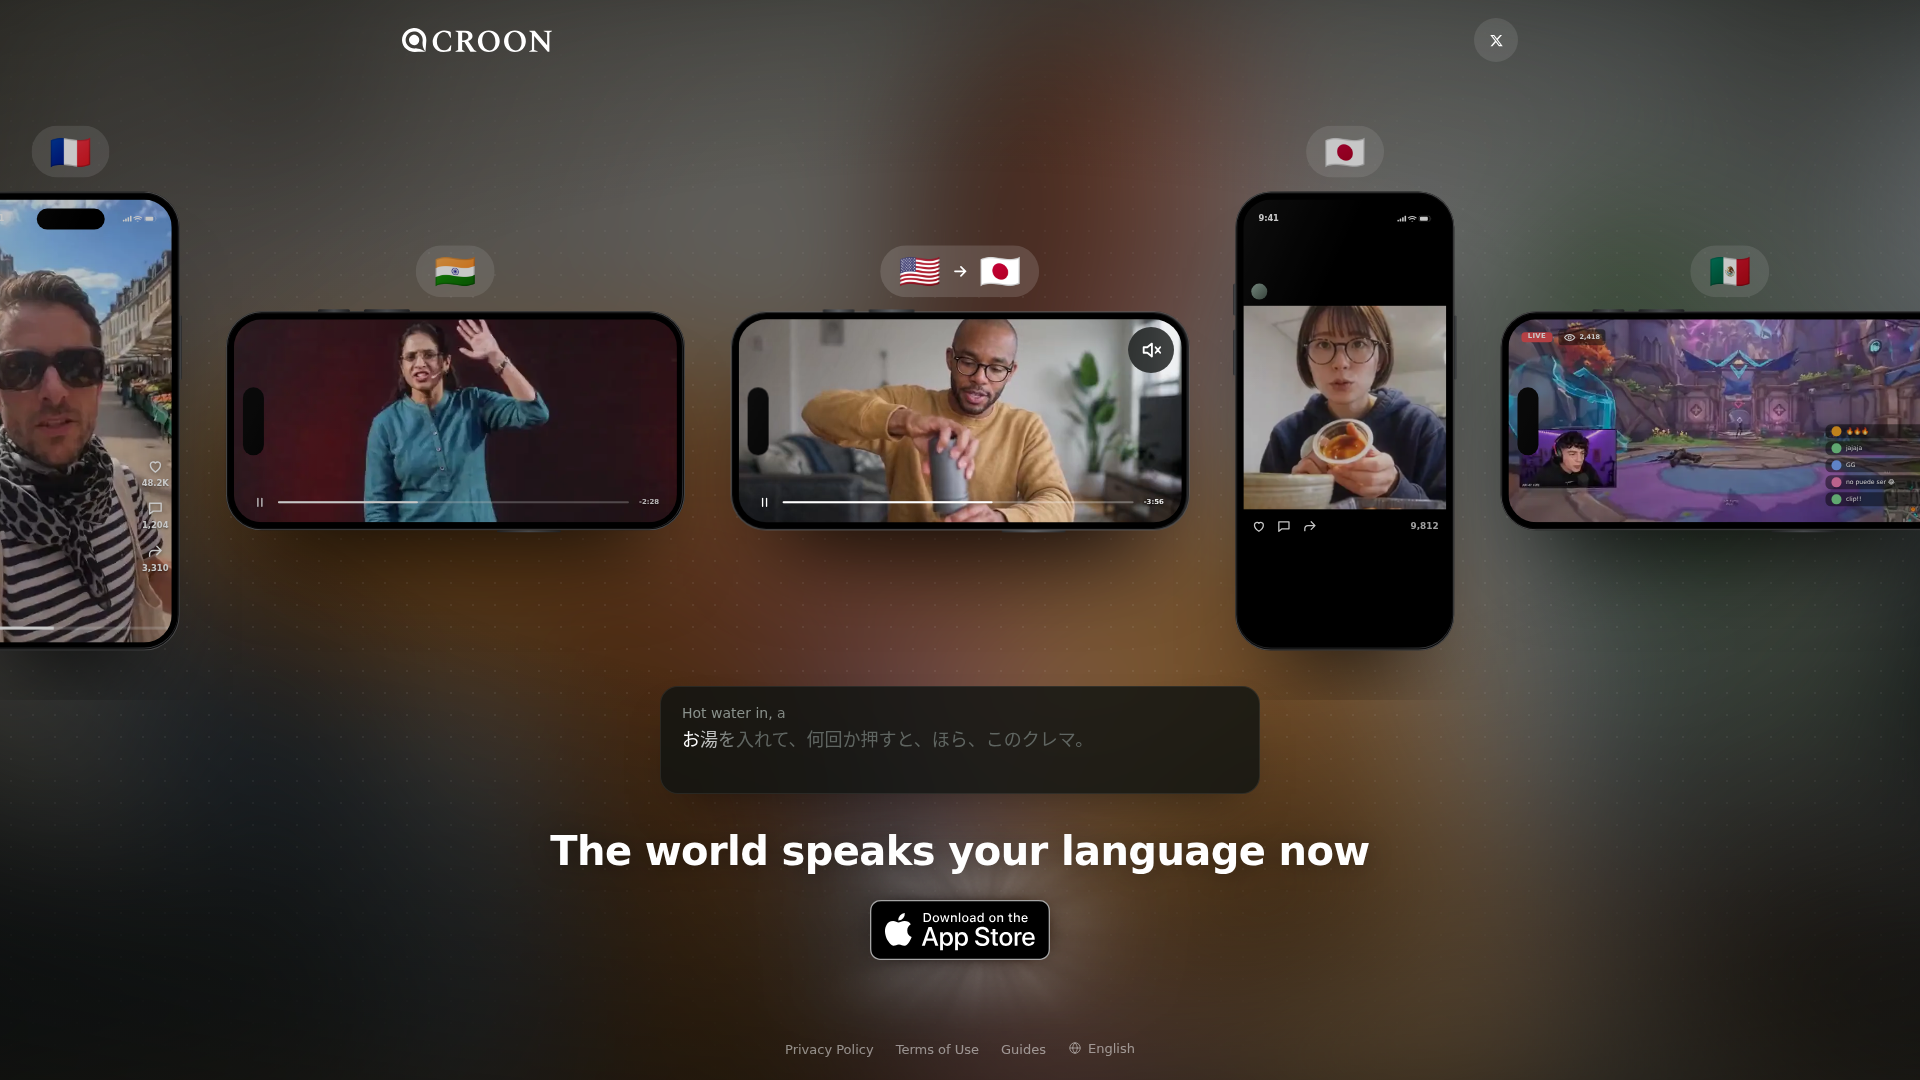 CROON
9:41
48.2K
1,204
3,310
-2:28
-3:56
9,812
LIVE
2,418
jajaja
GG
no puede ser
clip!!
Hot water in, a
お湯を入れて、何回か押すと、ほら、このクレマ。
The world speaks your language now
Download on the
App Store
Privacy Policy
Terms of Use
Guides
English